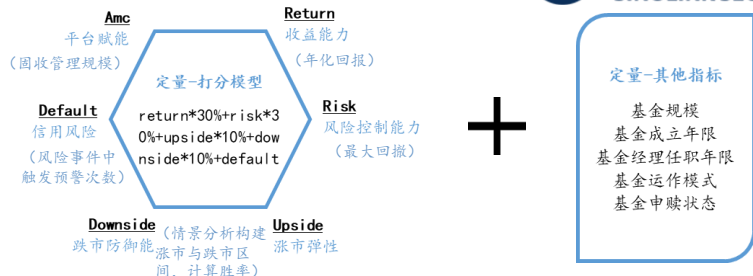 Amc
平台赋能
(固收管理规模)
Return
收益能力
(年化回报)
定量-打分模型
return*30%+risk*3
0%+upside*10%+dow
nside*10%+default
Default
信用风险
(风险事件中
触发预警次数)
Risk
风险控制能力
(最大回撤)
Downside
跌市防御能
(情景分析构建
涨市与跌市区
间，计算胜率)
Upside
涨市弹性
+
定量-其他指标
基金规模
基金成立年限
基金经理任职年限
基金运作模式
基金申赎状态